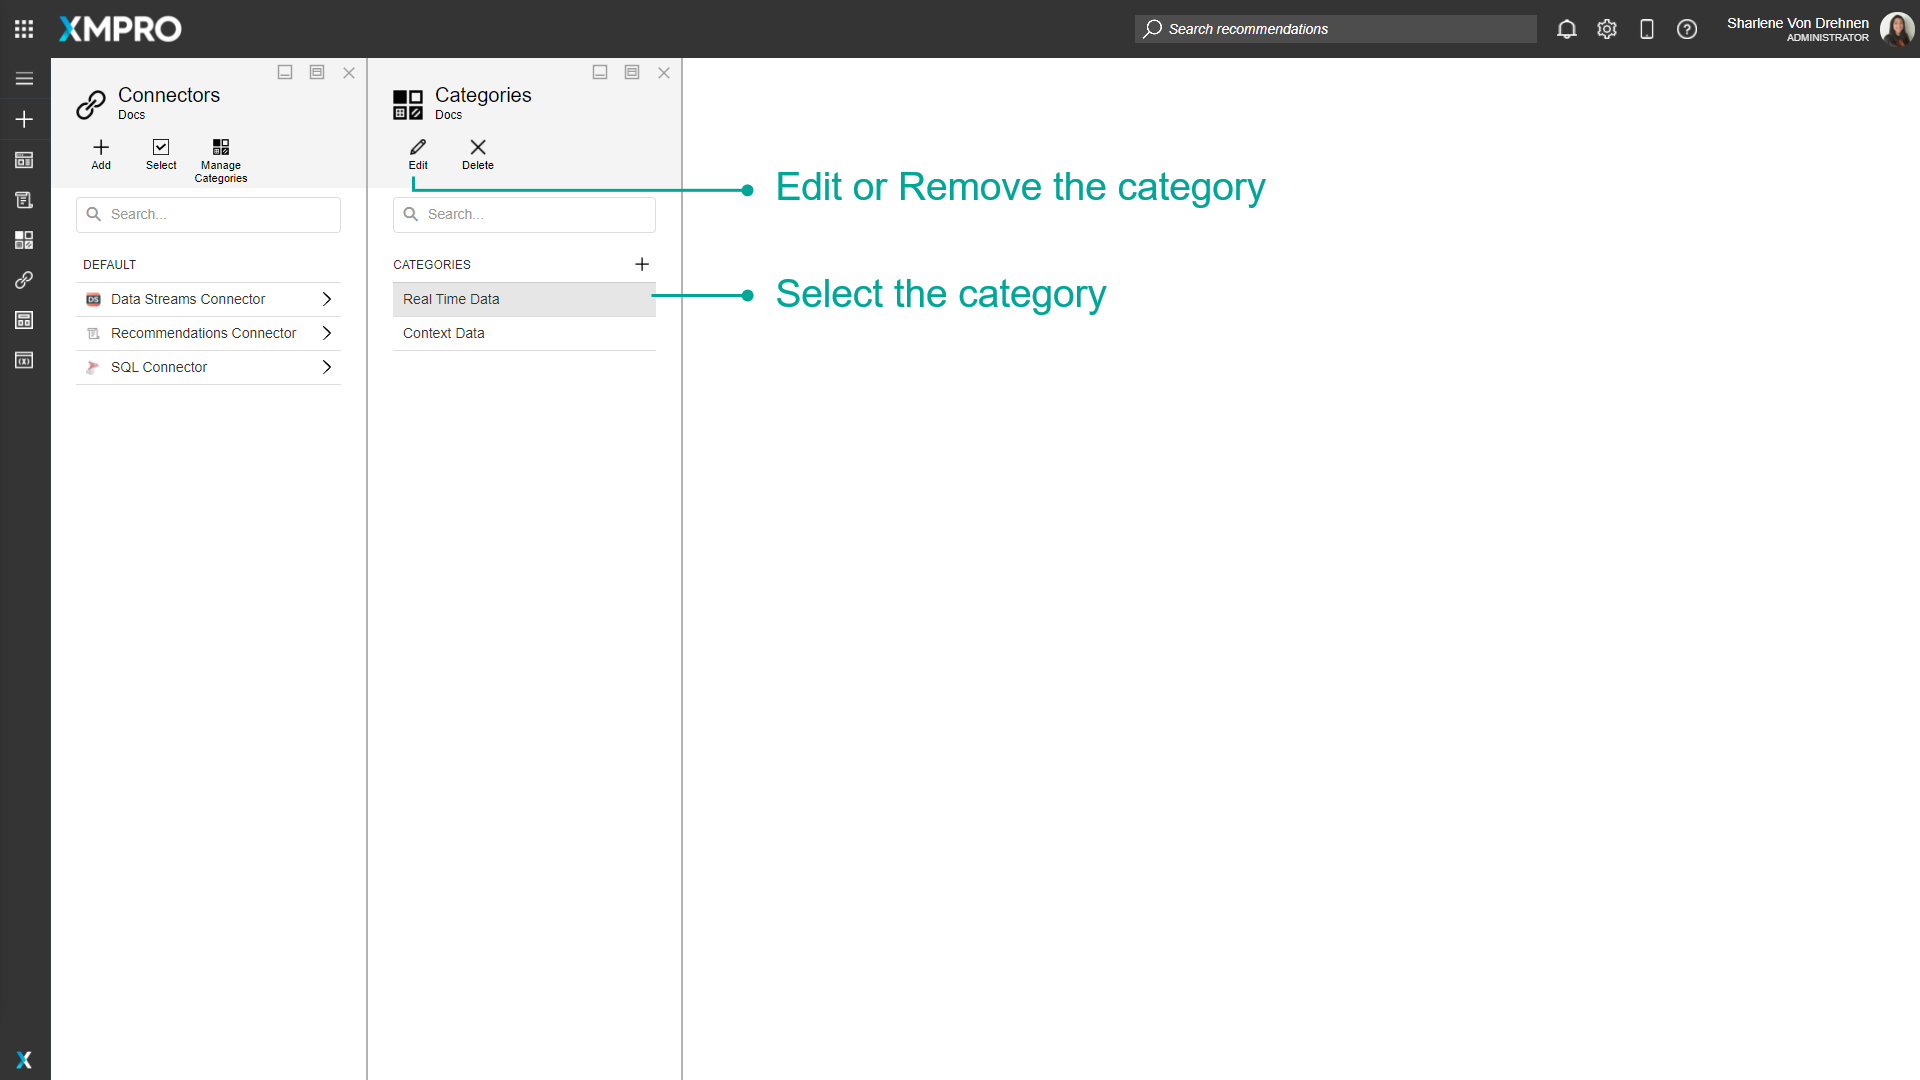 XMPRO
Search recommendations
Sharlene Von Drehnen
ADMINISTRATOR
Connectors
Docs
Add
Select
Manage
Categories
Search...
DEFAULT
DS
Data Streams Connector
Recommendations Connector
SQL Connector
Categories
Docs
Edit
Delete
Search...
CATEGORIES
Real Time Data
Context Data
Edit or Remove the category
Select the category